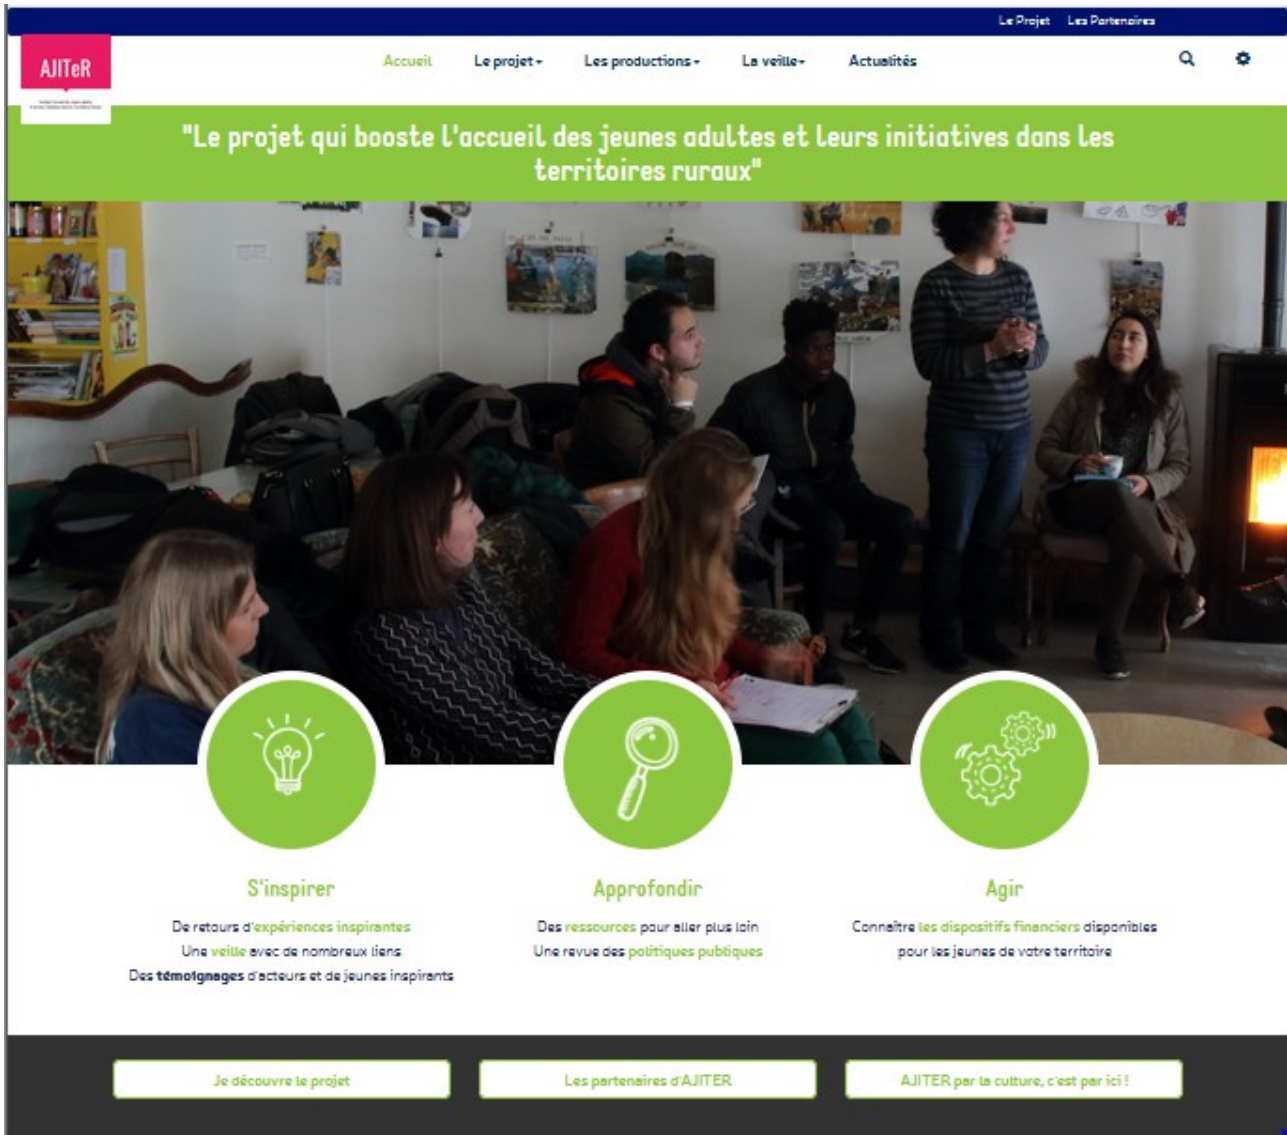 Le Projet Les Partenaires
AJITeR
Accueil Le projet Les productions La veille Actualités
"Le projet qui booste l'accueil des jeunes adultes et leurs initiatives dans les
territoires ruraux"
S'inspirer
De retours d'expériences inspirantes
Une veille avec de nombreux liens
Des témoignages d'acteurs et de jeunes inspirants
Approfondir
Des ressources pour aller plus loin
Une revue des politiques publiques
Agir
Connaître les dispositifs financiers disponibles
pour les jeunes de votre territoire
Je découvre le projet
Les partenaires d'AJITER
AJITER par la culture, c'est par ici !